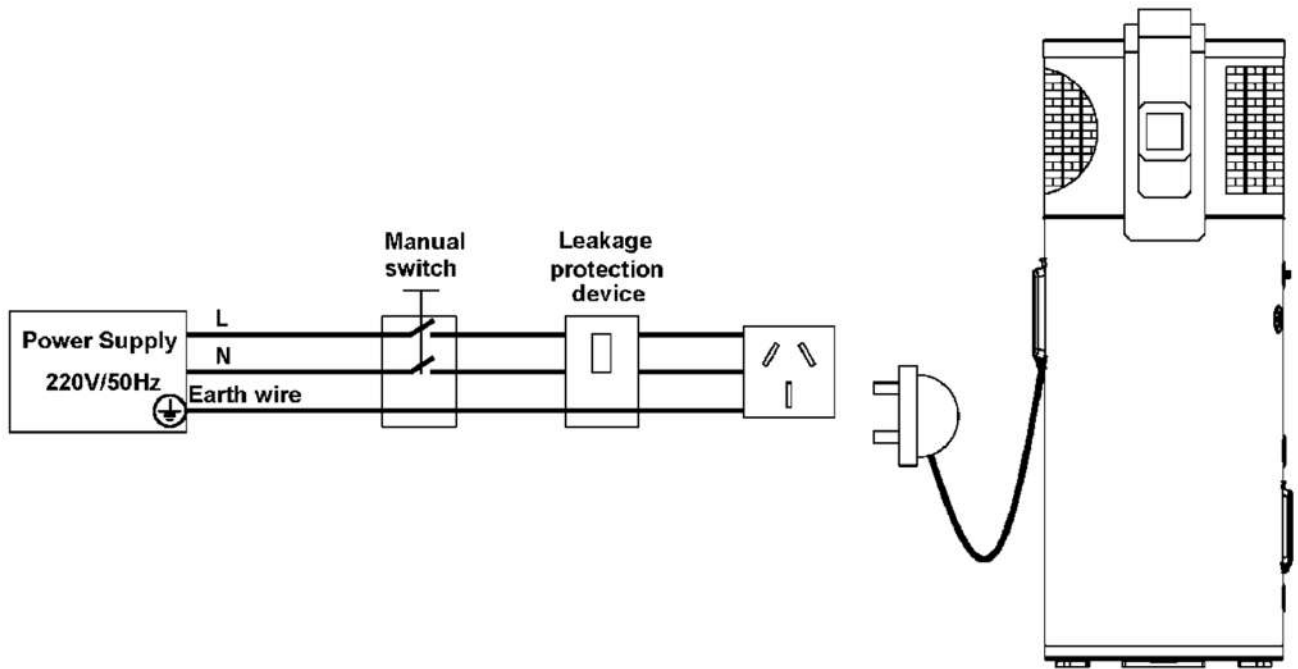 Manual
switch
Leakage
protection
device
L
Power Supply
N
220V/50Hz
Earth wire